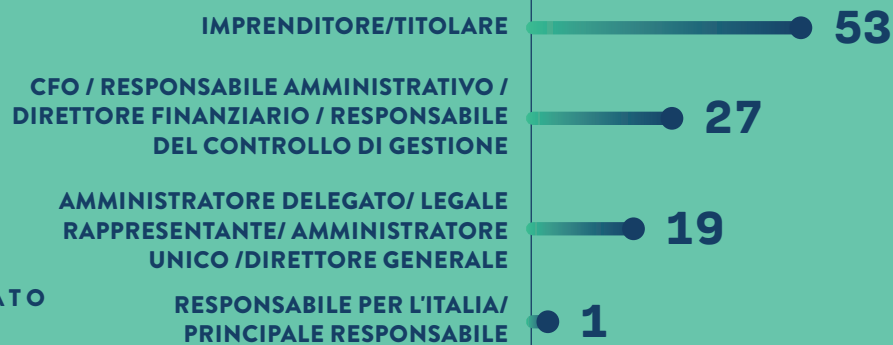 IMPRENDITORE/TITOLARE 53
CFO / RESPONSABILE AMMINISTRATIVO /
DIRETTORE FINANZIARIO / RESPONSABILE
DEL CONTROLLO DI GESTIONE
27
AMMINISTRATORE DELEGATO/ LEGALE
RAPPRESENTANTE/ AMMINISTRATORE
UNICO /DIRETTORE GENERALE
19
RESPONSABILE PER L'ITALIA/
PRINCIPALE RESPONSABILE
1